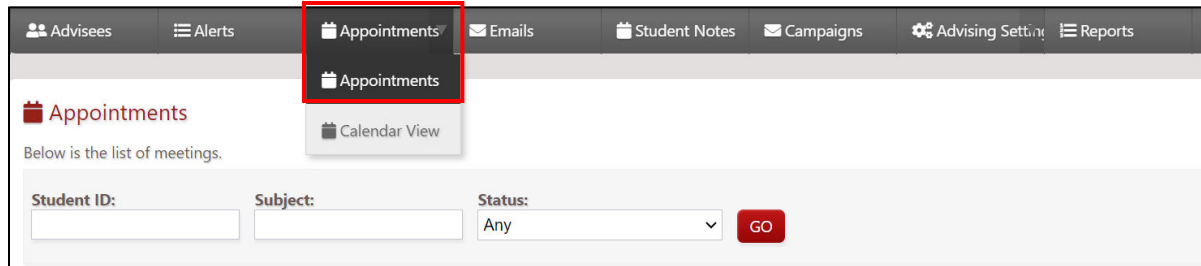 Advisees Alerts Appointments Emails Student Notes Campaigns Advising Setting Reports
Appointments
Calendar View
Appointments
Below is the list of meetings.
Student ID: Subject: Status:
Any GO